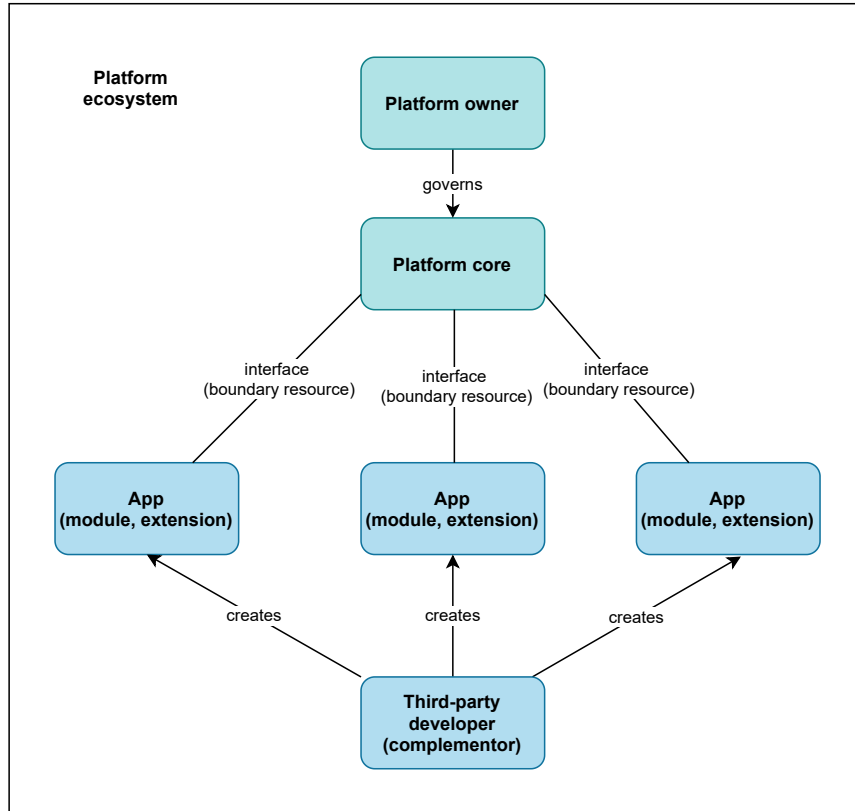 Platform
ecosystem
Platform owner
governs
Platform core
interface
(boundary resource)
interface
(boundary resource)
interface
(boundary resource)
App
(module, extension)
App
(module, extension)
App
(module, extension)
creates
creates
creates
Third-party
developer
(complementor)